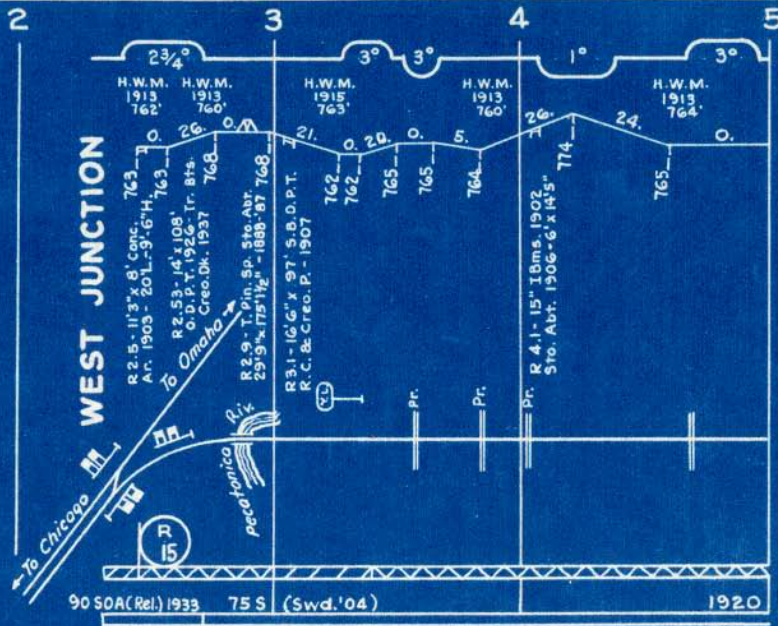 2 3 4 5
2¾° 3° 3° 1° 3°
H.W.M. 1913 762'
H.W.M. 1913 760'
H.W.M. 1915 763'
H.W.M. 1913 760'
H.W.M. 1913 764'
0. 26. 0. 21. 0. 20. 0. 5. 26. 24. 0.
763 763 768 768 762 762 765 765 764 774 765
WEST JUNCTION
R 2.5 - 11'3" x 8' Conc.
Ar. 1903 - 20'L. - 9'-6"H.
R 2.53 - 14' x 108'
O.D.P.T. 1926 - Tr. Bts.
Creo. Dk. 1937
R 2.9 - T. Pin. Sp. Sto. Abr.
29'9" x 175'1½" - 1888-'87
R 3.1 - 16'6" x 97' S.B.D.P.T.
R.C. & Creo. P. - 1907
R 4.1 - 15" I Bms. 1902
Sto. Abt. 1906 - 6' x 14'5"
To Omaha
To Chicago
Pecatonica Riv.
Y.L.
Pr.
Pr.
Pr.
R 15
90 SOA (Rel.) 1933 75 S (Swd.'04) 1920